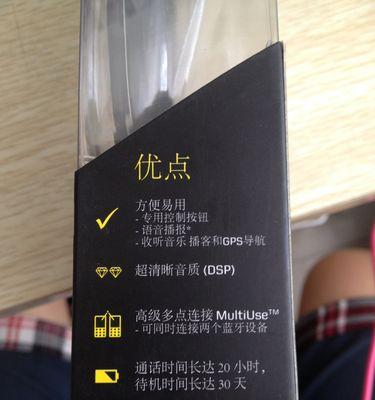 优点
方便易用
- 专用控制按钮
- 语音播报*
- 收听音乐 播客和GPS导航
超清晰音质 (DSP)
高级多点连接 MultiUse™
- 可同时连接两个蓝牙设备
通话时间长达 20 小时,
待机时间长达 30 天